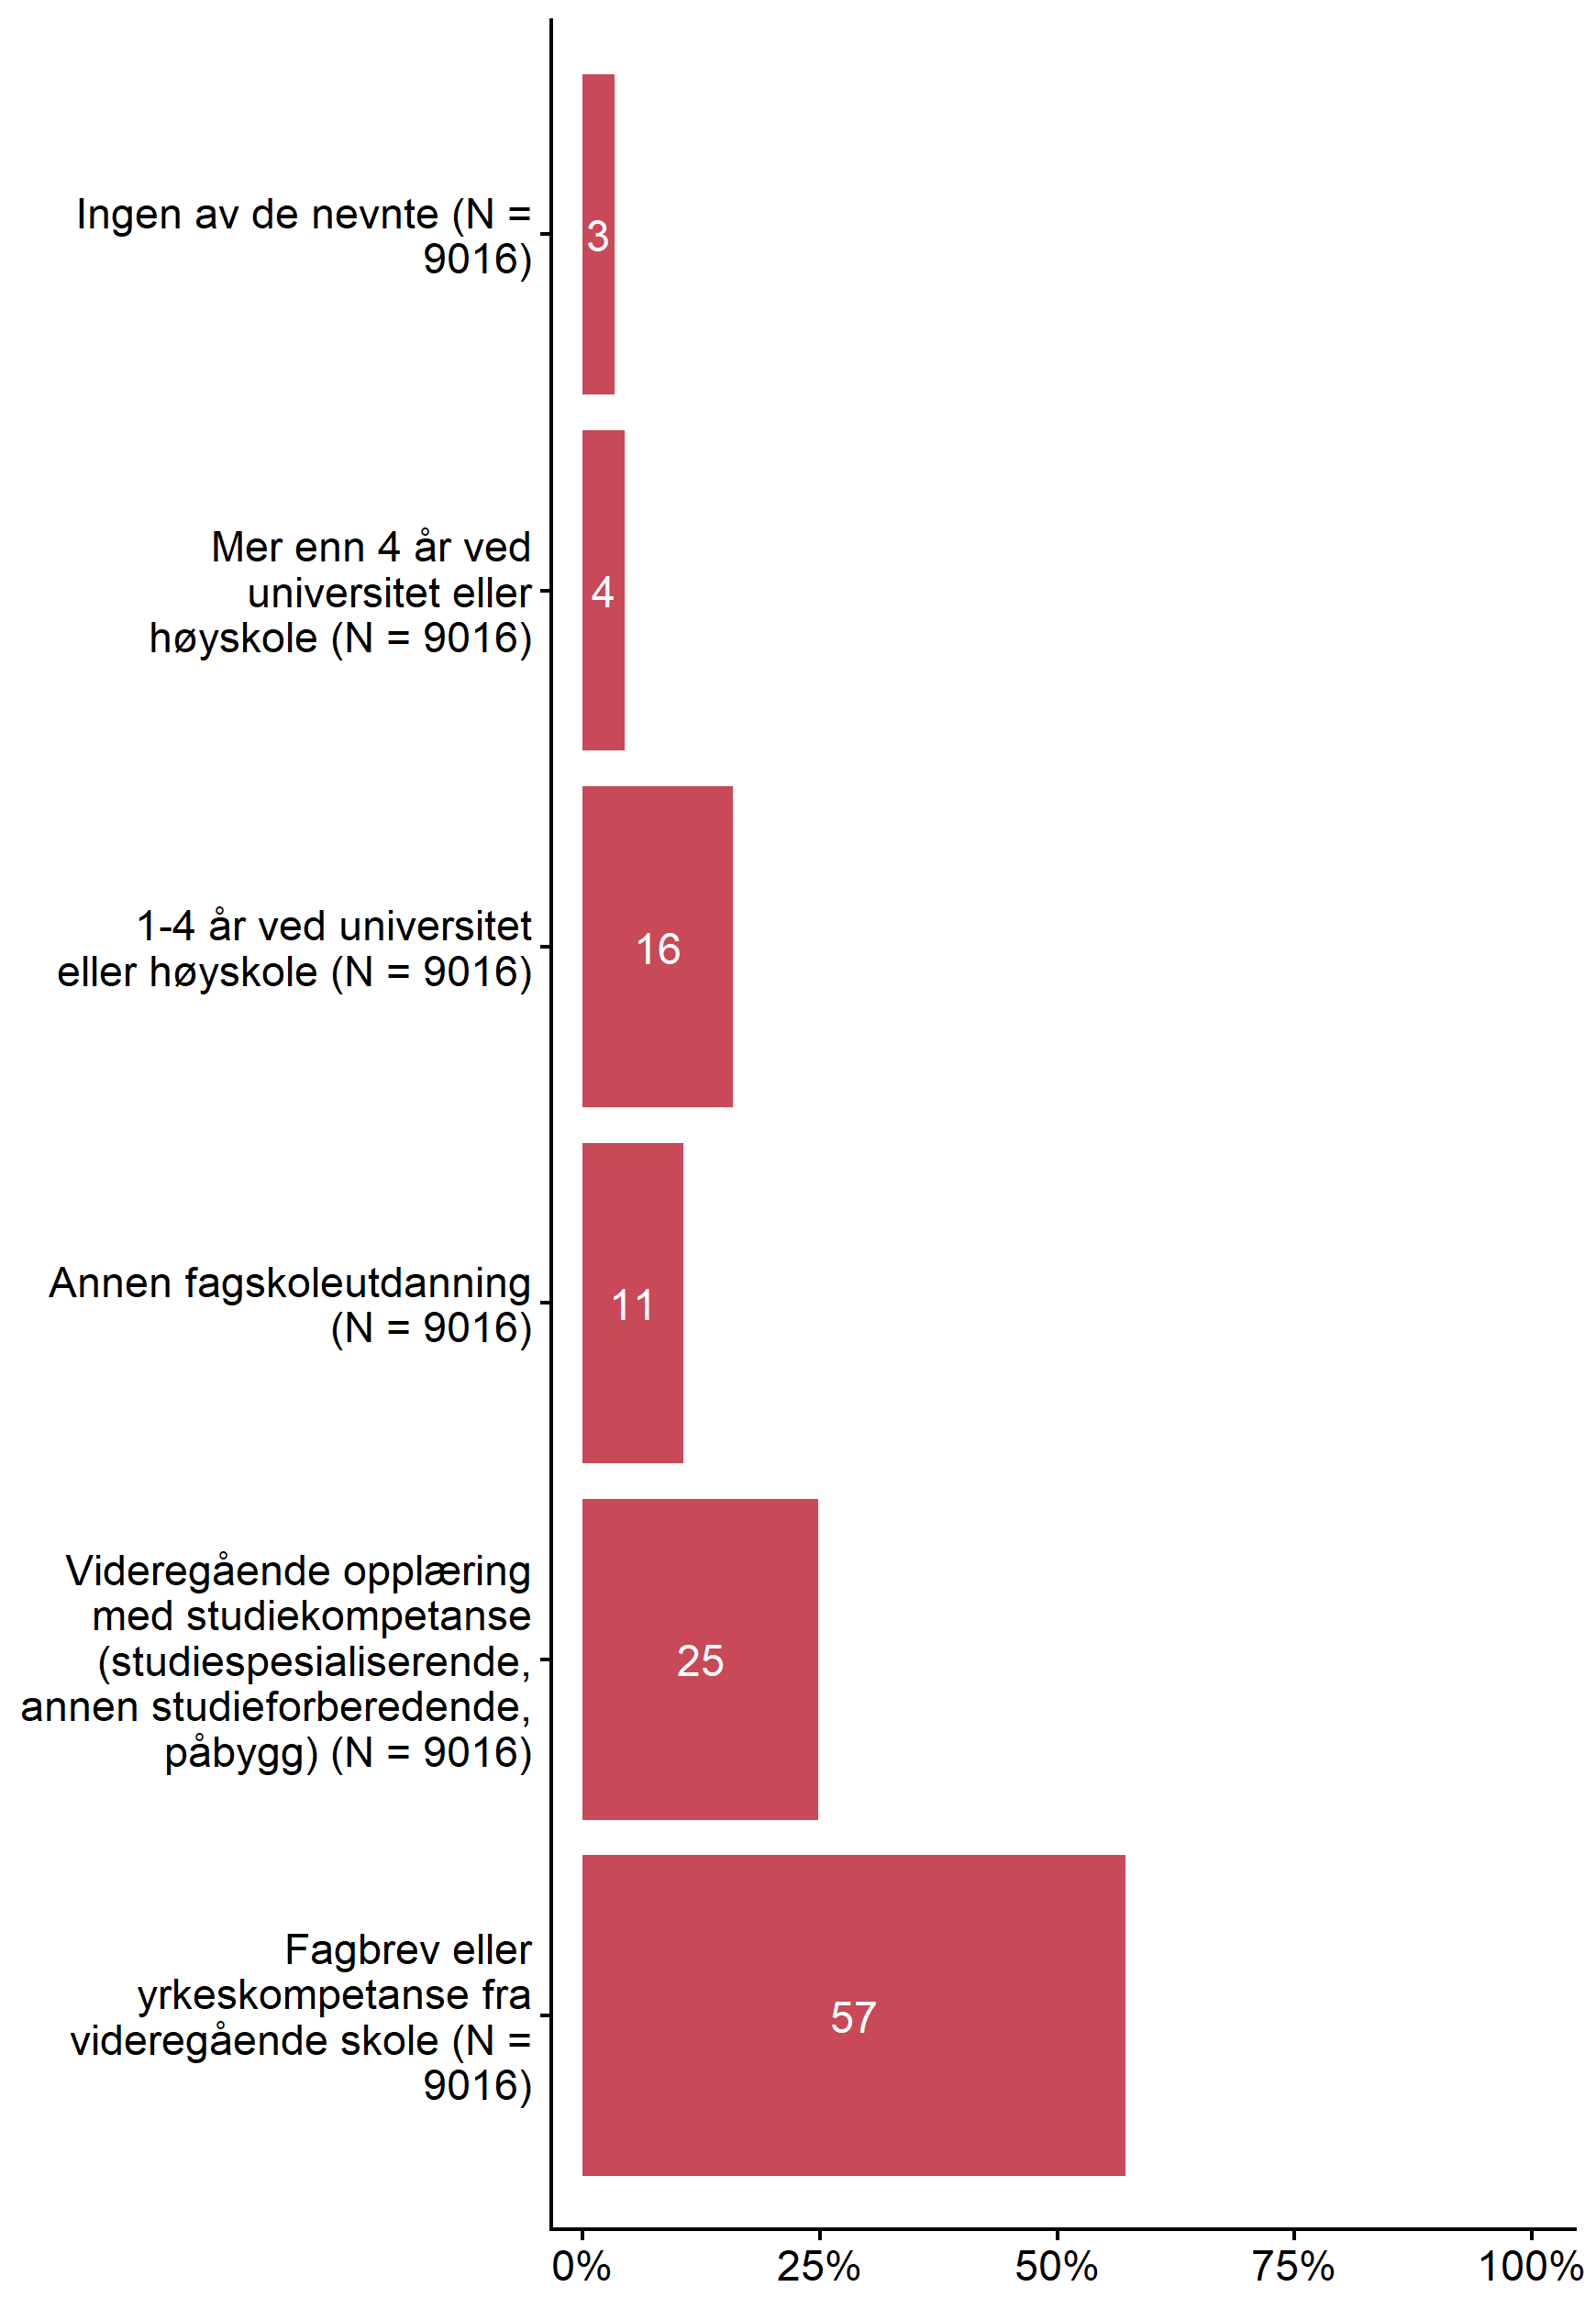 Ingen av de nevnte (N =
9016)
3
Mer enn 4 år ved
universitet eller
høyskole (N = 9016)
4
1-4 år ved universitet
eller høyskole (N = 9016)
16
Annen fagskoleutdanning
(N = 9016)
11
Videregående opplæring
med studiekompetanse
(studiespesialiserende,
annen studieforberedende,
påbygg) (N = 9016)
25
Fagbrev eller
yrkeskompetanse fra
videregående skole (N =
9016)
57
0% 25% 50% 75% 100%